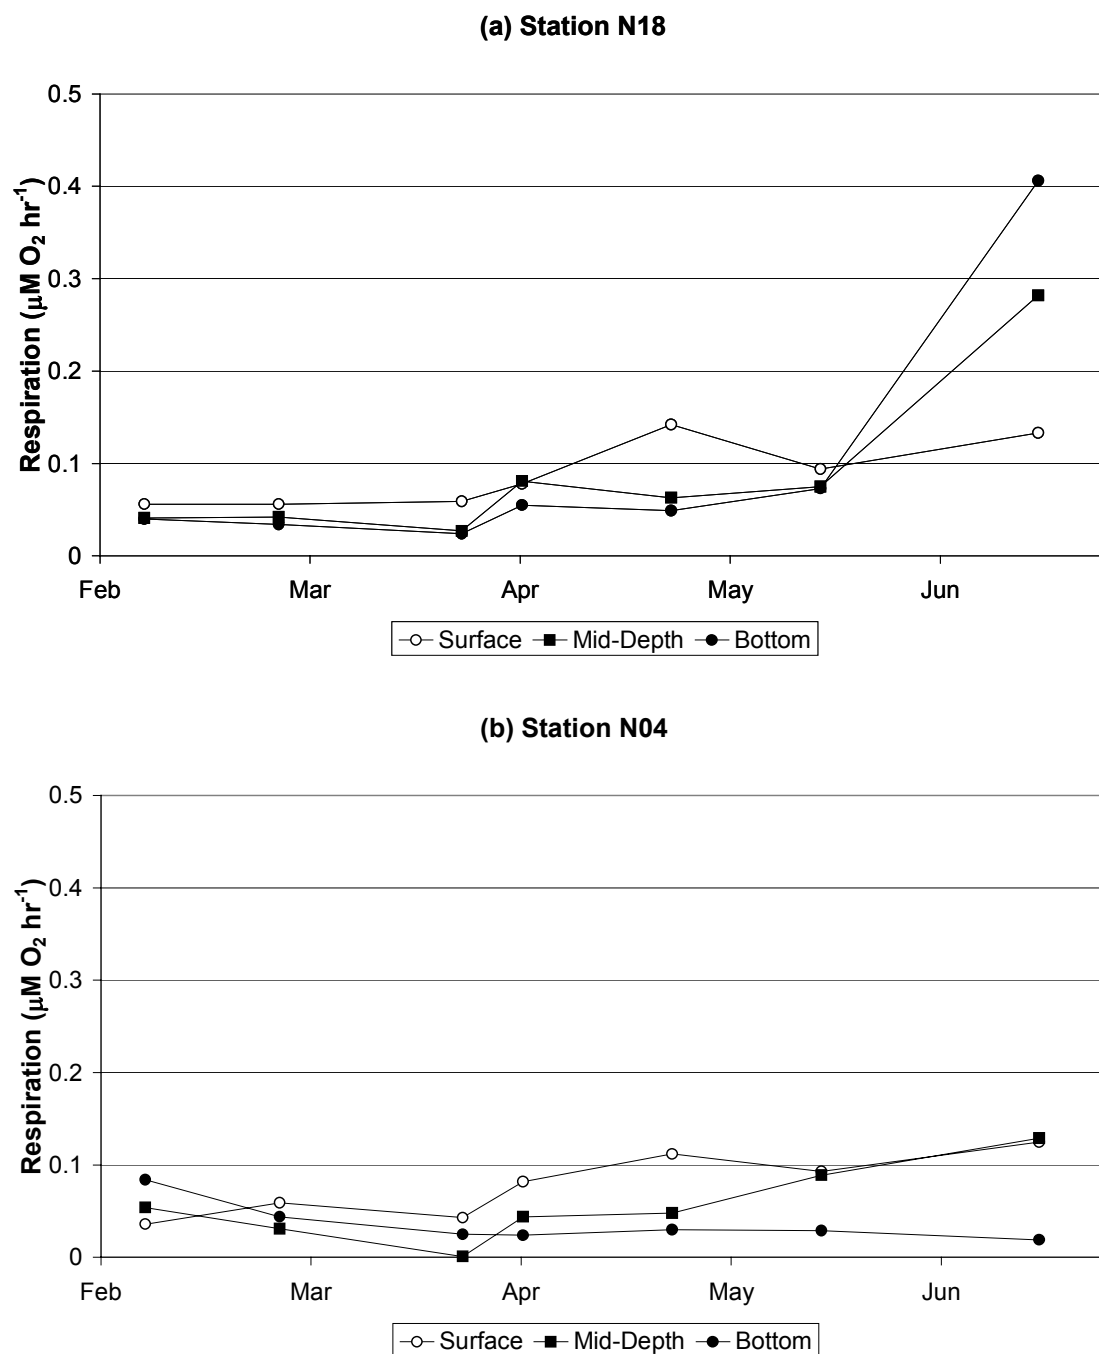 (a) Station N18
0.5
0.4
0.3
0.2
0.1
0
Respiration (μM O₂ hr⁻¹)
Feb Mar Apr May Jun
Surface Mid-Depth Bottom
(b) Station N04
0.5
0.4
0.3
0.2
0.1
0
Respiration (μM O₂ hr⁻¹)
Feb Mar Apr May Jun
Surface Mid-Depth Bottom